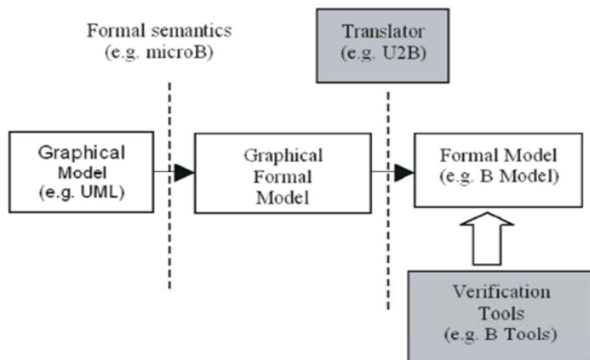 Formal semantics
(e.g. microB)
Translator
(e.g. U2B)
Graphical
Model
(e.g. UML)
Graphical
Formal
Model
Formal Model
(e.g. B Model)
Verification
Tools
(e.g. B Tools)